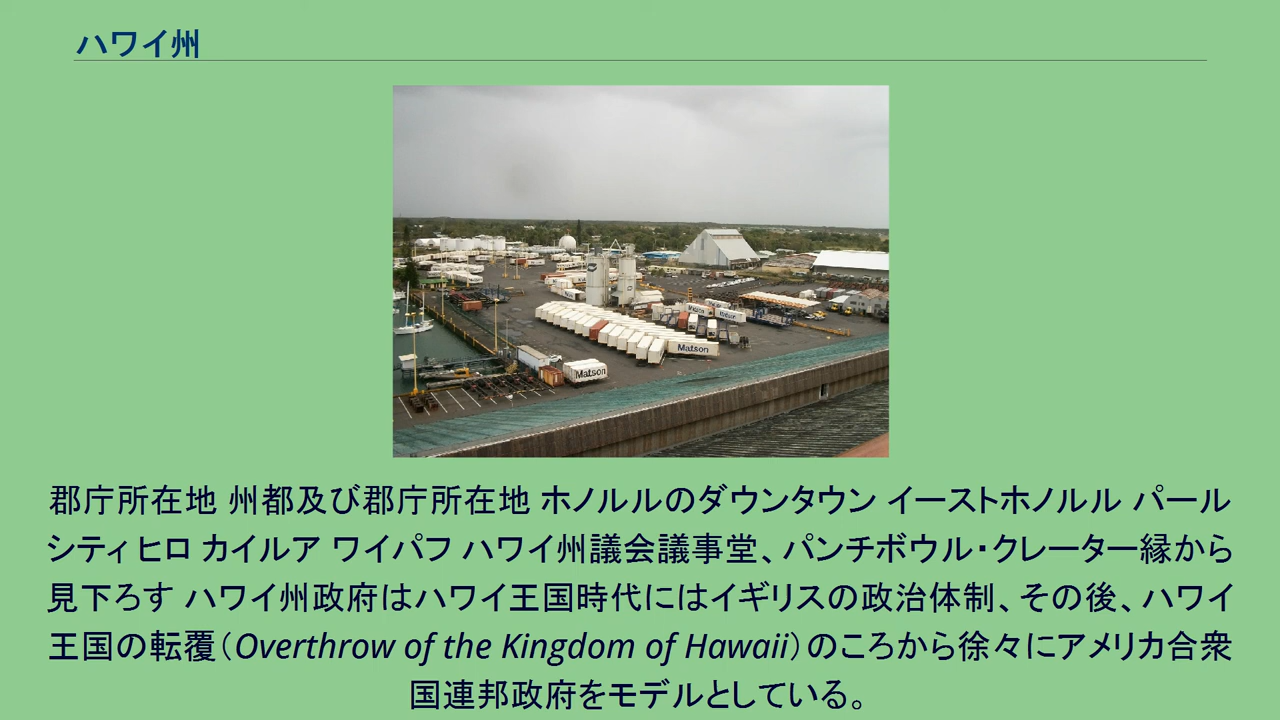 ハワイ州
Matson
Matson
郡庁所在地 州都及び郡庁所在地 ホノルルのダウンタウン イーストホノルル パール
シティ ヒロ カイルア ワイパフ ハワイ州議会議事堂、パンチボウル・クレーター縁から
見下ろす ハワイ州政府はハワイ王国時代にはイギリスの政治体制、その後、ハワイ
王国の転覆（Overthrow of the Kingdom of Hawaii）のころから徐々にアメリカ合衆
国連邦政府をモデルとしている。